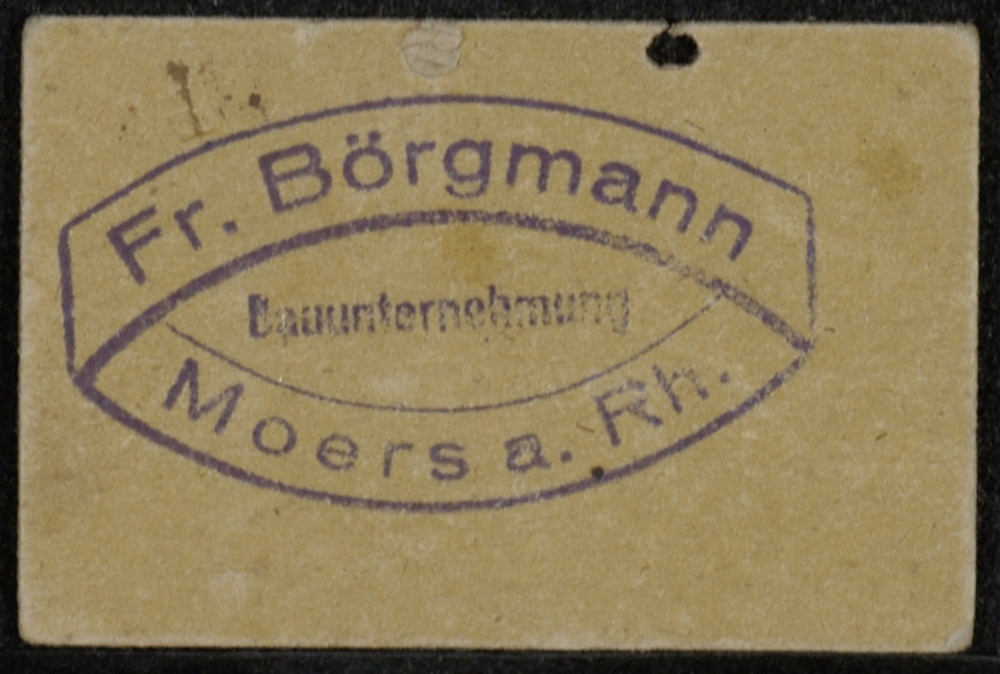 Fr. Börgmann
Bauunternehmung
Moers a. Rh.